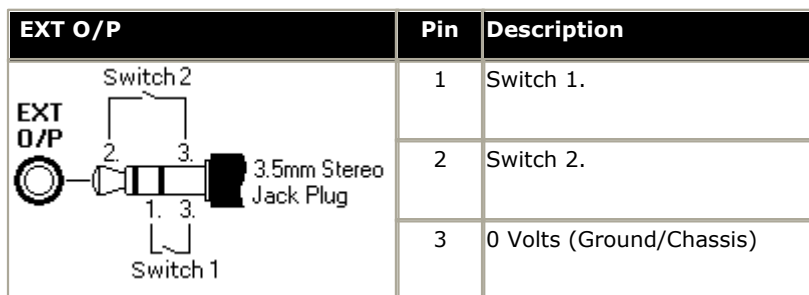 EXT O/P Pin Description
Switch 2
EXT
O/P
2. 3.
3.5mm Stereo
Jack Plug
1. 3.
Switch 1
1 Switch 1.
2 Switch 2.
3 0 Volts (Ground/Chassis)